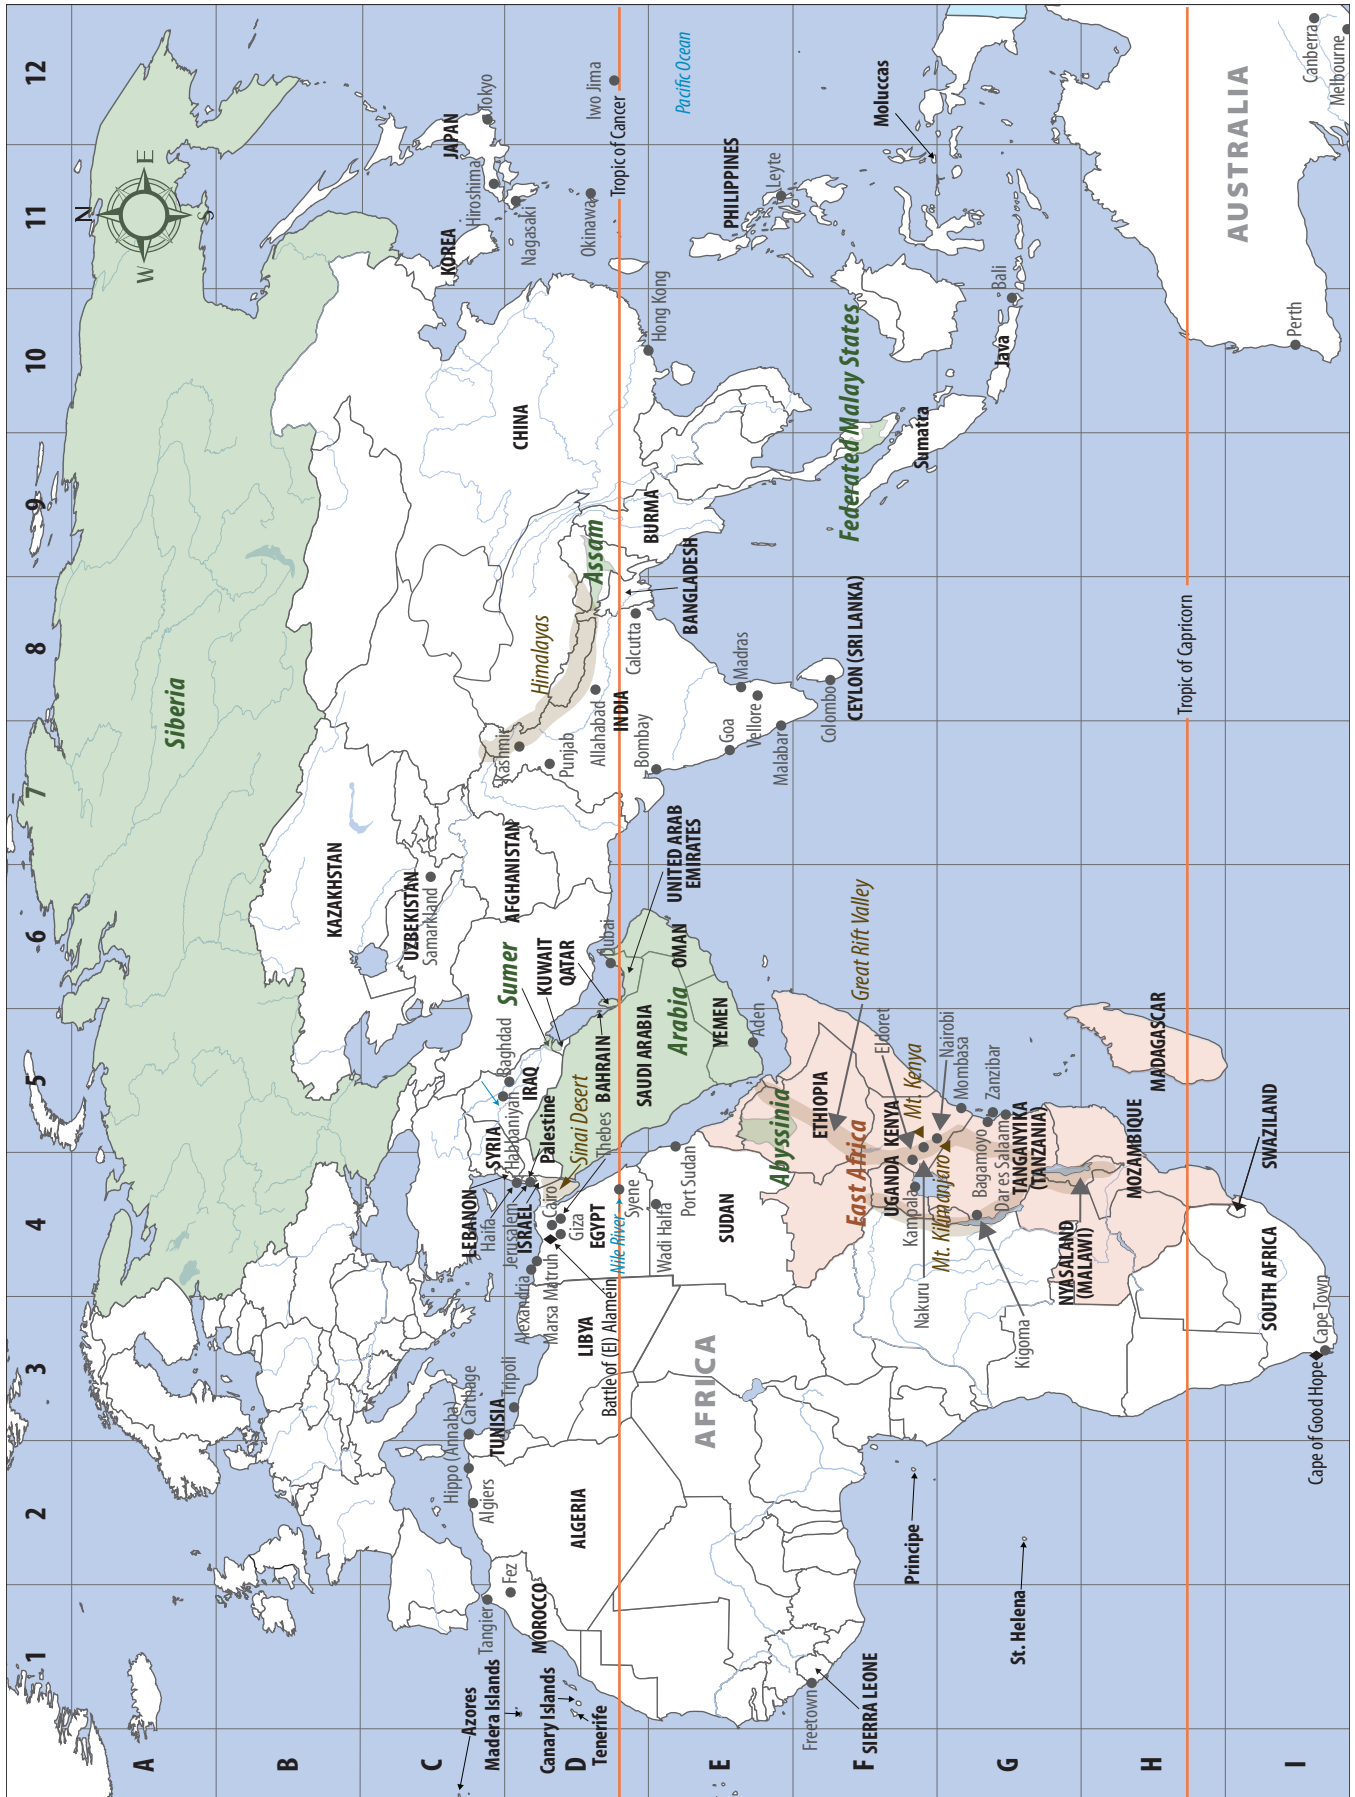 1
2
3
4
5
6
7
8
9
10
11
12
A
B
C
D
E
F
G
H
I
N
E
S
W
Siberia
KAZAKHSTAN
UZBEKISTAN
Samarkland
AFGHANISTAN
CHINA
KOREA
JAPAN
Tokyo
Hiroshima
Nagasaki
Okinawa
Iwo Jima
Tropic of Cancer
Pacific Ocean
Hong Kong
PHILIPPINES
Leyte
Moluccas
Federated Malay States
Sumatra
Java
Bali
AUSTRALIA
Perth
Canberra
Melbourne
Himalayas
Assam
BURMA
BANGLADESH
Kashmir
Punjab
Allahabad
INDIA
Calcutta
Bombay
Goa
Vellore
Madras
Malabar
Colombo
CEYLON (SRI LANKA)
Sumer
KUWAIT
QATAR
Dubai
UNITED ARAB
EMIRATES
OMAN
Arabia
YEMEN
Aden
SAUDI ARABIA
BAHRAIN
Baghdad
IRAQ
Habbaniyah
SYRIA
Palestine
Sinai Desert
Thebes
LEBANON
Haifa
Jerusalem
ISRAEL
Cairo
Giza
EGYPT
Nile River
Syene
Wadi Halfa
Port Sudan
SUDAN
Alexandria
Marsa Matruh
Battle of (El) Alamein
LIBYA
Tripoli
TUNISIA
Carthage
Hippo (Annaba)
Algiers
ALGERIA
Fez
Tangier
MOROCCO
Azores
Madera Islands
Canary Islands
Tenerife
AFRICA
Freetown
SIERRA LEONE
Principe
St. Helena
Abyssinia
ETHIOPIA
East Africa
Great Rift Valley
Eldoret
KENYA
Mt. Kenya
Nairobi
Mombasa
Zanzibar
UGANDA
Kampala
Mt. Kilimanjaro
Nakuru
Bagamoyo
Dar es Salaam
TANGANYIKA
(TANZANIA)
Kigoma
NYASALAND
(MALAWI)
MOZAMBIQUE
MADAGASCAR
Tropic of Capricorn
SWAZILAND
SOUTH AFRICA
Cape Town
Cape of Good Hope